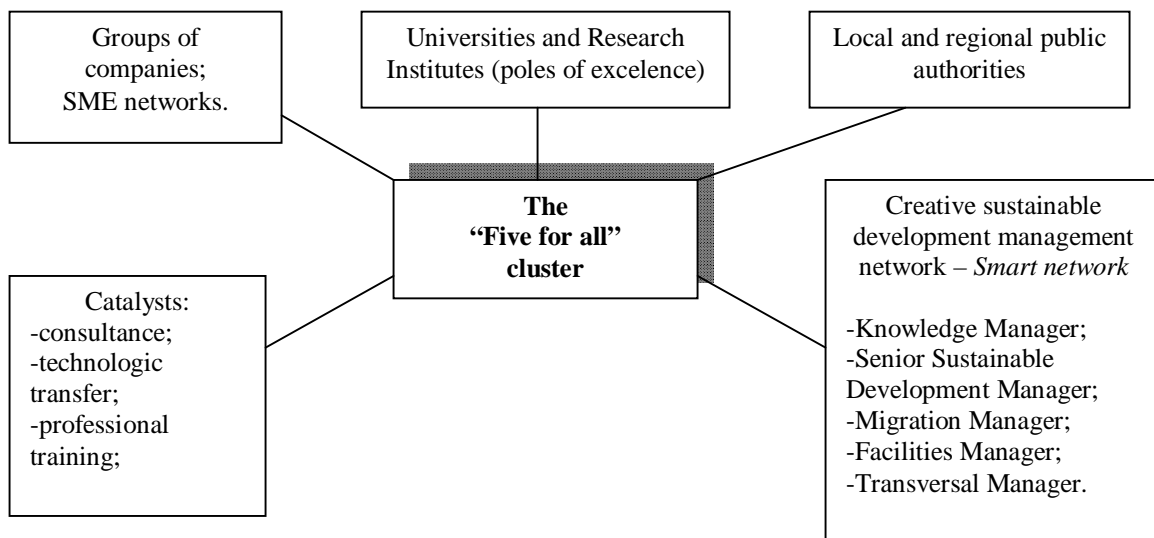 Groups of
companies;
SME networks.
Universities and Research
Institutes (poles of excelence)
Local and regional public
authorities
The
“Five for all”
cluster
Catalysts:
-consultance;
-technologic
transfer;
-professional
training;
Creative sustainable
development management
network – Smart network
-Knowledge Manager;
-Senior Sustainable
Development Manager;
-Migration Manager;
-Facilities Manager;
-Transversal Manager.